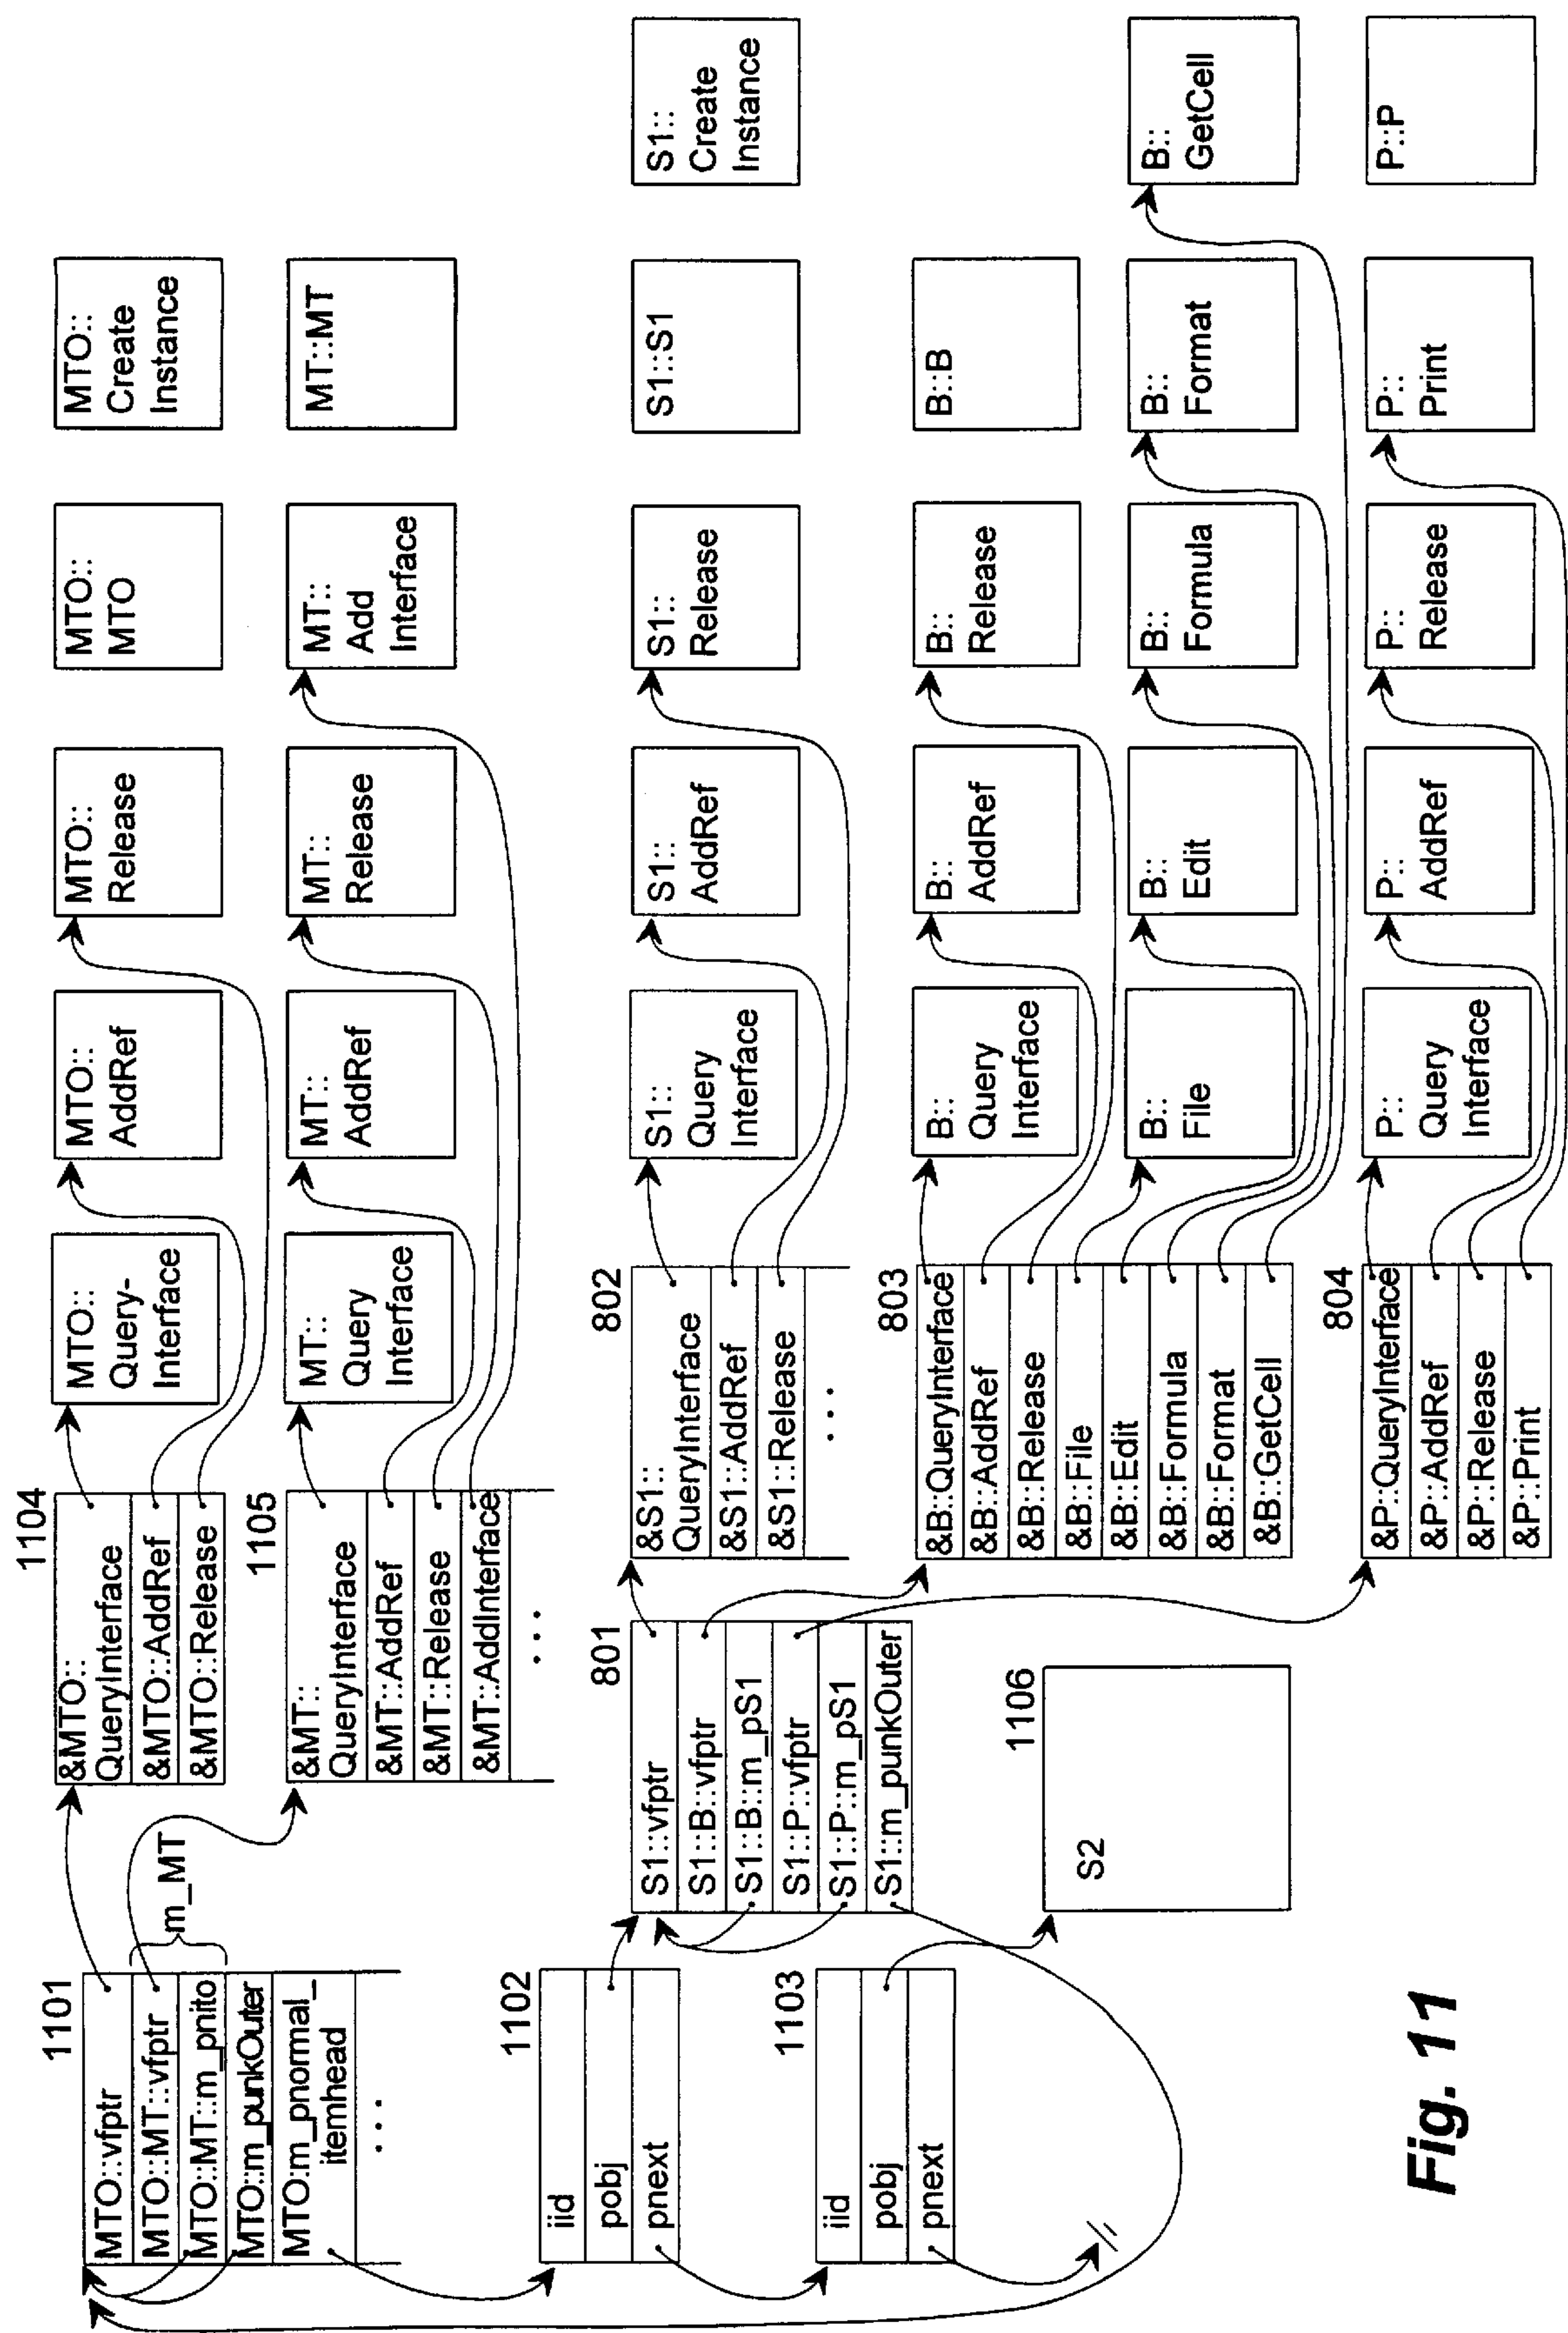 1101
MTO::vfptr
MTO::MT::vfptr
MTO::MT::m_pnito
MTO::m_punkOuter
MTO:m_pnormal_
itemhead
. . .
m_MT
1104
&MTO::
QueryInterface
&MTO::AddRef
&MTO::Release
MTO::
Query-
Interface
MTO::
AddRef
MTO::
Release
MTO::
MTO
MTO::
Create
Instance
1105
&MT::
QueryInterface
&MT::AddRef
&MT::Release
&MT::AddInterface
. . .
MT::
Query
Interface
MT::
AddRef
MT::
Release
MT::
Add
Interface
MT::MT
1102
iid
pobj
pnext
1103
iid
pobj
pnext
801
S1::vfptr
S1::B::vfptr
S1::B::m_pS1
S1::P::vfptr
S1::P::m_pS1
S1::m_punkOuter
1106
S2
802
&S1::
QueryInterface
&S1::AddRef
&S1::Release
. . .
S1::
Query
Interface
S1::
AddRef
S1::
Release
S1::S1
S1::
Create
Instance
803
&B::QueryInterface
&B::AddRef
&B::Release
&B::File
&B::Edit
&B::Formula
&B::Format
&B::GetCell
B::
Query
Interface
B::
AddRef
B::
Release
B::B
B::
File
B::
Edit
B::
Formula
B::
Format
B::
GetCell
804
&P::QueryInterface
&P::AddRef
&P::Release
&P::Print
P::
Query
Interface
P::
AddRef
P::
Release
P::
Print
P::P
Fig. 11